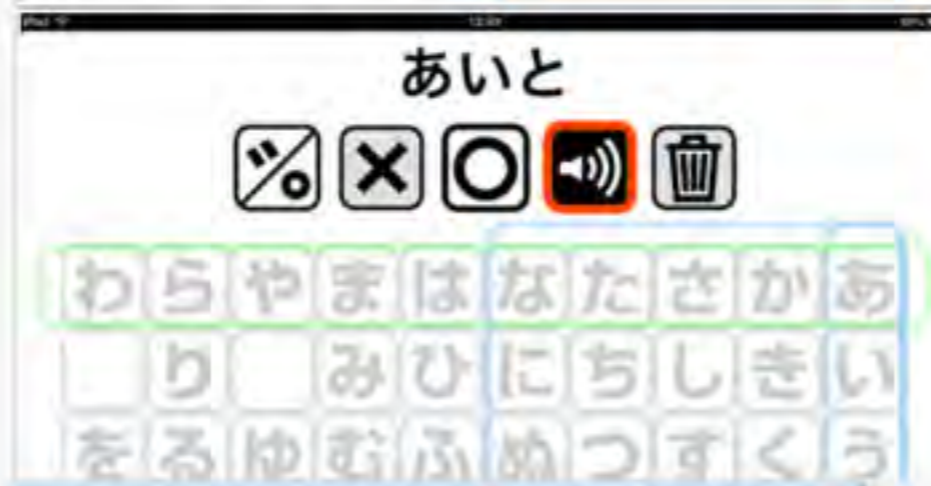 iPad
あいと
わ ら や ま は な た さ か あ
り み ひ に ち し き い
を る ゆ む ふ ぬ つ す く う